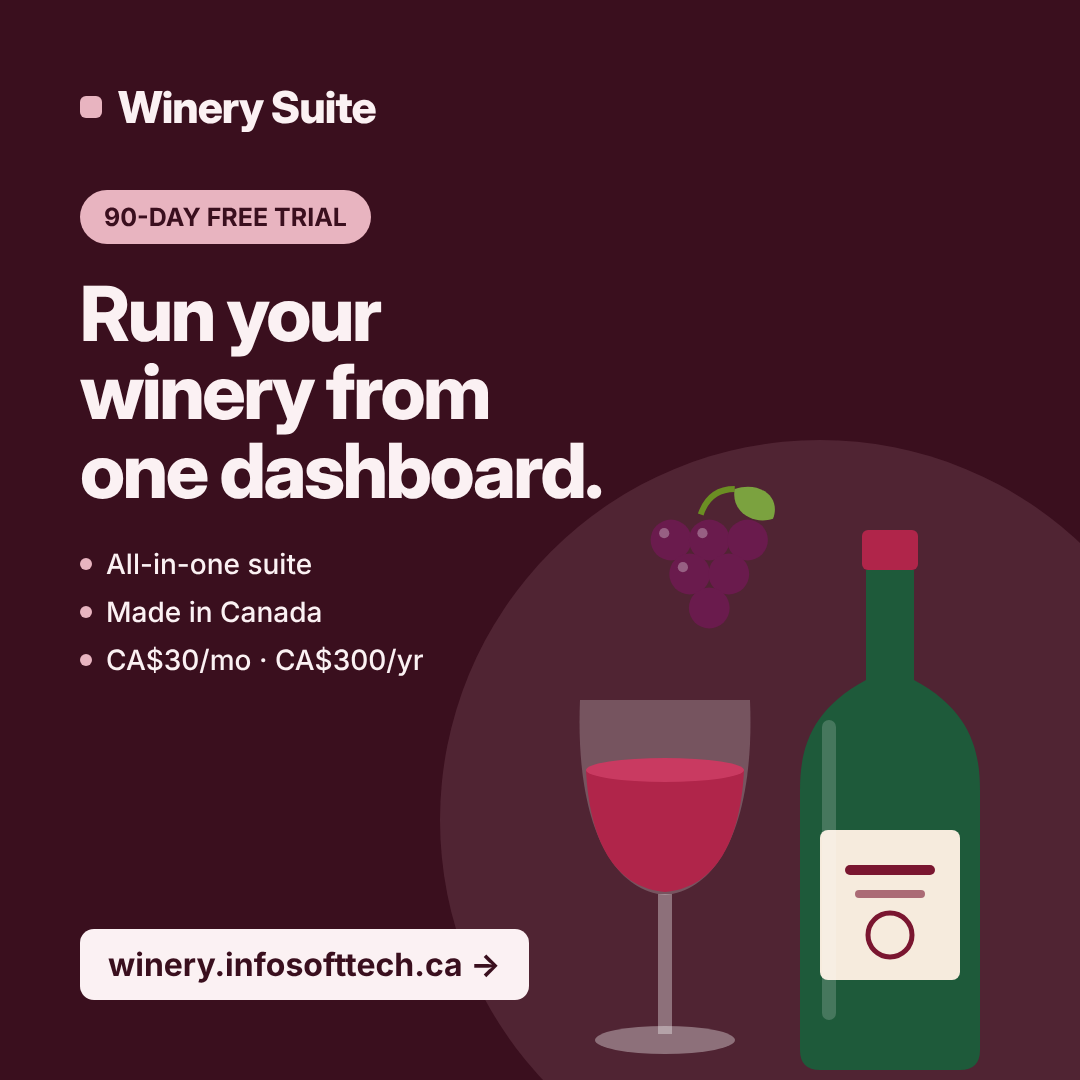 Winery Suite
90-DAY FREE TRIAL
Run your
winery from
one dashboard.
All-in-one suite
Made in Canada
CA$30/mo · CA$300/yr
winery.infosofttech.ca →